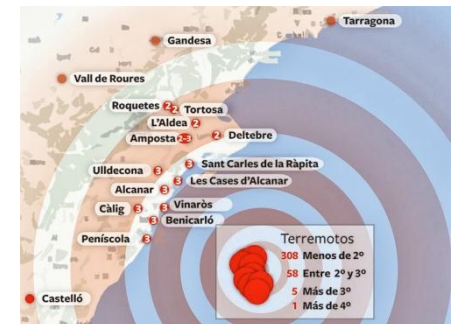 Tarragona
Gandesa
Vall de Roures
Roquetes 2
2 Tortosa
L'Aldea 2
Amposta 2-3
2 Deltebre
3 Sant Carles de la Ràpita
Ulldecona 3
3 Les Cases d'Alcanar
Alcanar 3
Càlig 3
3 Vinaròs
3 Benicarló
Peníscola 3
Castelló
Terremotos
308 Menos de 2º
58 Entre 2º y 3º
5 Más de 3º
1 Más de 4º